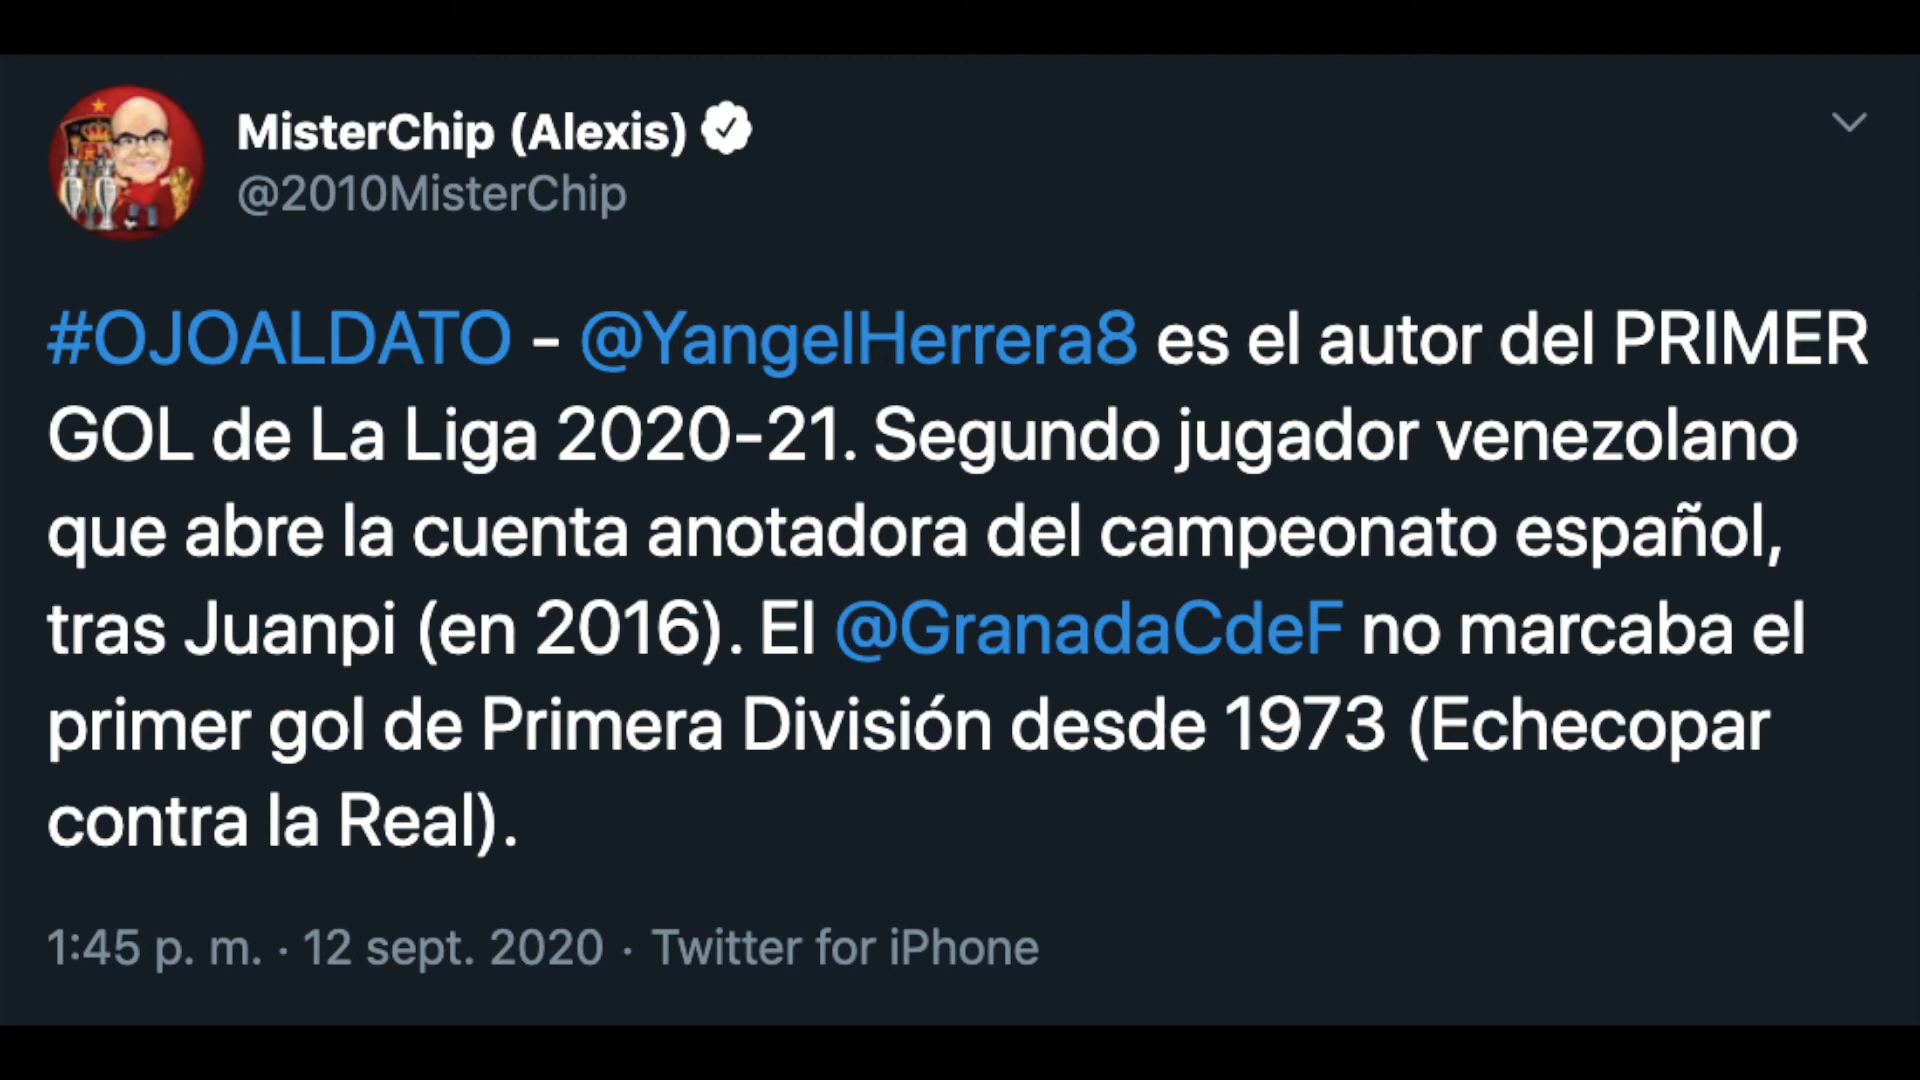 MisterChip (Alexis)
@2010MisterChip
#OJOALDATO - @YangelHerrera8 es el autor del PRIMER
GOL de La Liga 2020-21. Segundo jugador venezolano
que abre la cuenta anotadora del campeonato español,
tras Juanpi (en 2016). El @GranadaCdeF no marcaba el
primer gol de Primera División desde 1973 (Echecopar
contra la Real).
1:45 p. m. · 12 sept. 2020 · Twitter for iPhone